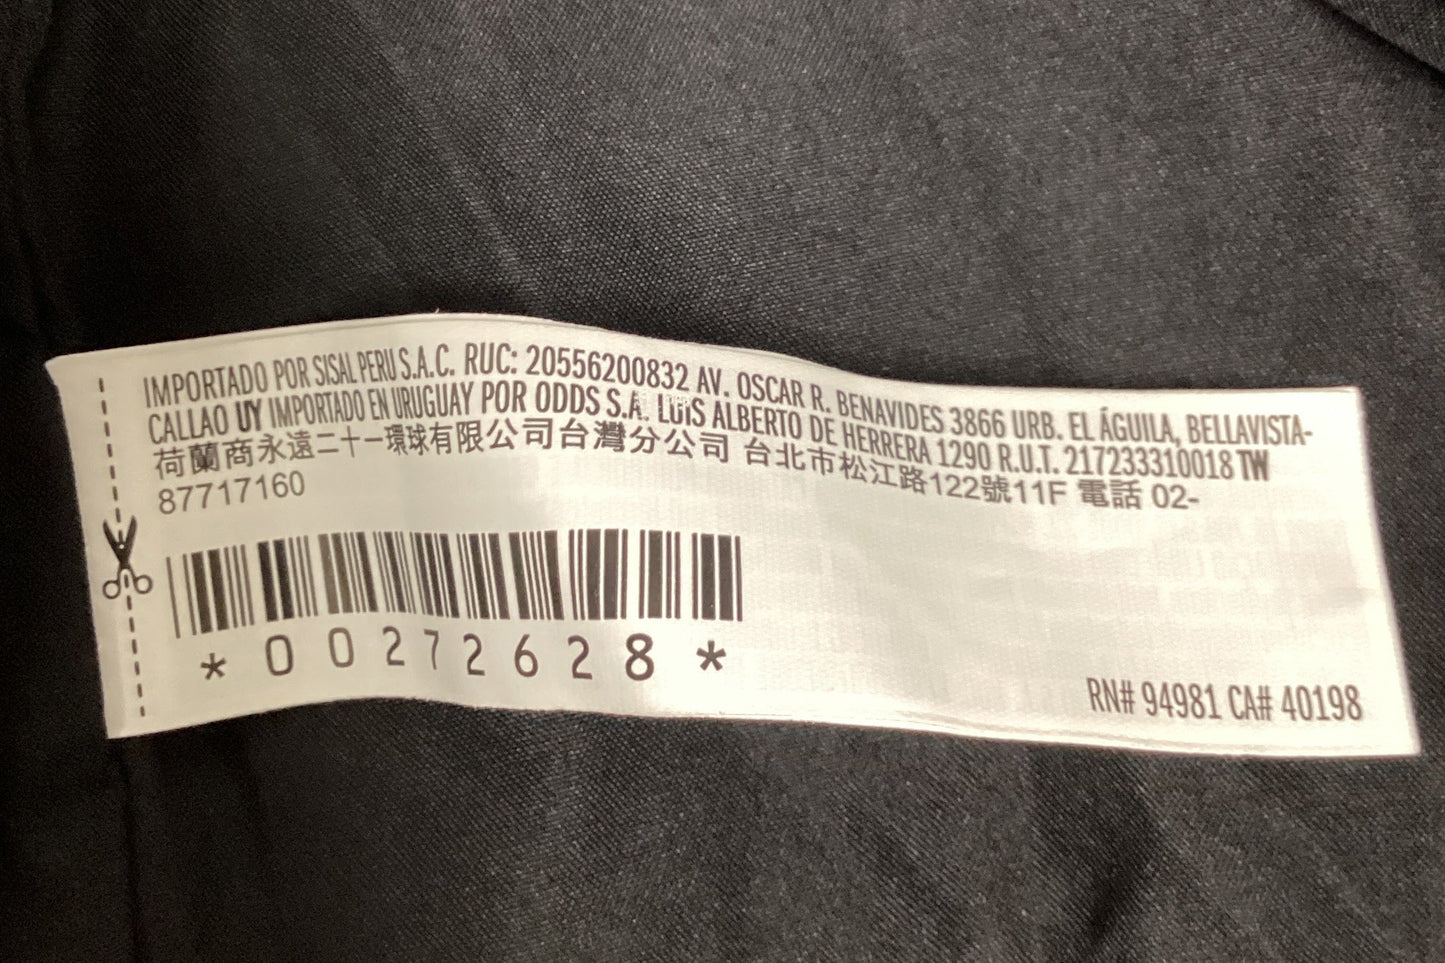 IMPORTADO POR SISAL PERU S.A.C. RUC: 20556200832 AV. OSCAR R. BENAVIDES 3866 URB. EL ÁGUILA, BELLAVISTA-
CALLAO UY IMPORTADO EN URUGUAY POR ODDS S.A. LUIS ALBERTO DE HERRERA 1290 R.U.T. 217233310018 TW
荷蘭商永遠二十一環球有限公司台灣分公司 台北市松江路122號11F 電話 02-
87717160
*00272628*
RN# 94981 CA# 40198